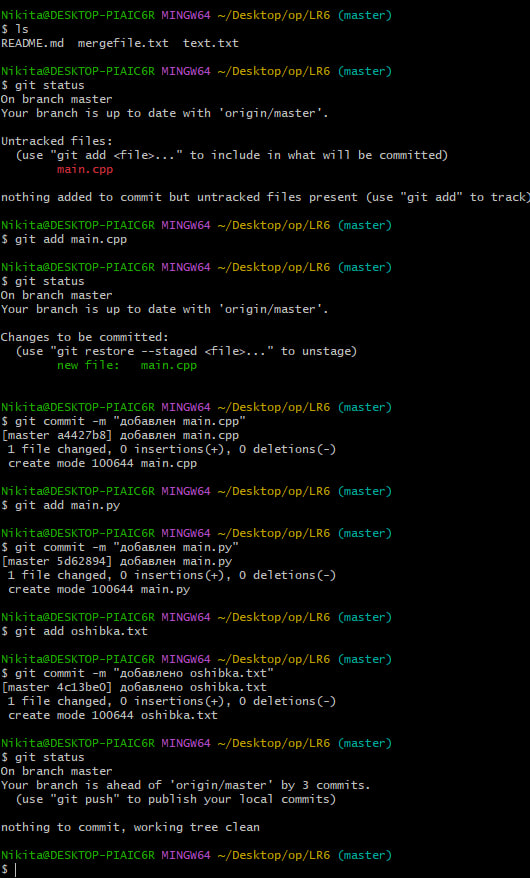 Nikita@DESKTOP-PIAIC6R MINGW64 ~/Desktop/op/LR6 (master)
$ ls
README.md  mergefile.txt  text.txt

Nikita@DESKTOP-PIAIC6R MINGW64 ~/Desktop/op/LR6 (master)
$ git status
On branch master
Your branch is up to date with 'origin/master'.

Untracked files:
  (use "git add <file>..." to include in what will be committed)
        main.cpp

nothing added to commit but untracked files present (use "git add" to track)

Nikita@DESKTOP-PIAIC6R MINGW64 ~/Desktop/op/LR6 (master)
$ git add main.cpp

Nikita@DESKTOP-PIAIC6R MINGW64 ~/Desktop/op/LR6 (master)
$ git status
On branch master
Your branch is up to date with 'origin/master'.

Changes to be committed:
  (use "git restore --staged <file>..." to unstage)
        new file:   main.cpp

Nikita@DESKTOP-PIAIC6R MINGW64 ~/Desktop/op/LR6 (master)
$ git commit -m "добавлен main.cpp"
[master a4427b8] добавлен main.cpp
 1 file changed, 0 insertions(+), 0 deletions(-)
 create mode 100644 main.cpp

Nikita@DESKTOP-PIAIC6R MINGW64 ~/Desktop/op/LR6 (master)
$ git add main.py

Nikita@DESKTOP-PIAIC6R MINGW64 ~/Desktop/op/LR6 (master)
$ git commit -m "добавлен main.py"
[master 5d62894] добавлен main.py
 1 file changed, 0 insertions(+), 0 deletions(-)
 create mode 100644 main.py

Nikita@DESKTOP-PIAIC6R MINGW64 ~/Desktop/op/LR6 (master)
$ git add oshibka.txt

Nikita@DESKTOP-PIAIC6R MINGW64 ~/Desktop/op/LR6 (master)
$ git commit -m "добавлено oshibka.txt"
[master 4c13be0] добавлено oshibka.txt
 1 file changed, 0 insertions(+), 0 deletions(-)
 create mode 100644 oshibka.txt

Nikita@DESKTOP-PIAIC6R MINGW64 ~/Desktop/op/LR6 (master)
$ git status
On branch master
Your branch is ahead of 'origin/master' by 3 commits.
  (use "git push" to publish your local commits)

nothing to commit, working tree clean

Nikita@DESKTOP-PIAIC6R MINGW64 ~/Desktop/op/LR6 (master)
$